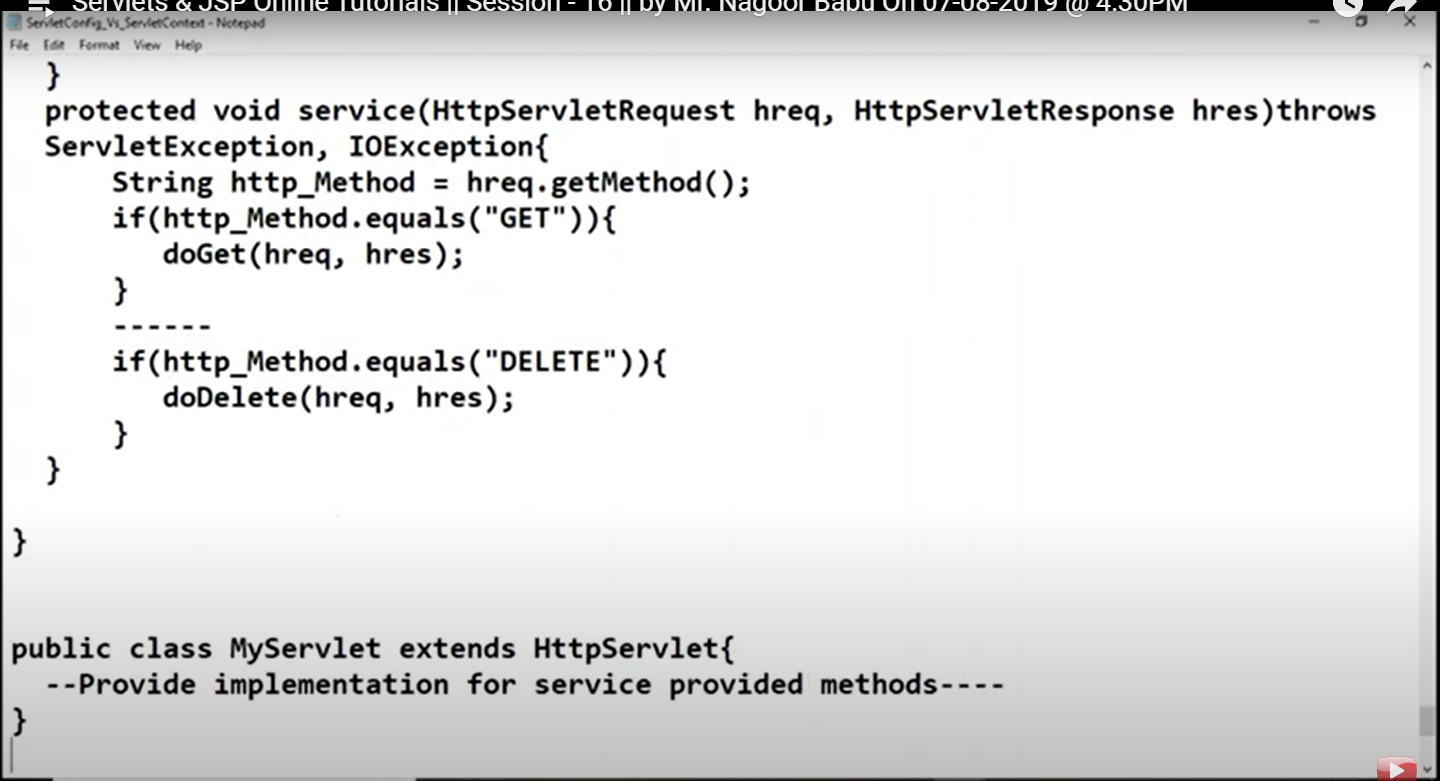 Servlets & JSP Online Tutorials || Session - 16 || by Mr. Nagoor Babu On 07-08-2019 @ 4.30PM
ServletConfig_Vs_ServletContext - Notepad
File Edit Format View Help
}
protected void service(HttpServletRequest hreq, HttpServletResponse hres)throws
ServletException, IOException{
String http_Method = hreq.getMethod();
if(http_Method.equals("GET")){
doGet(hreq, hres);
}
------
if(http_Method.equals("DELETE")){
doDelete(hreq, hres);
}
}
}
public class MyServlet extends HttpServlet{
--Provide implementation for service provided methods----
}